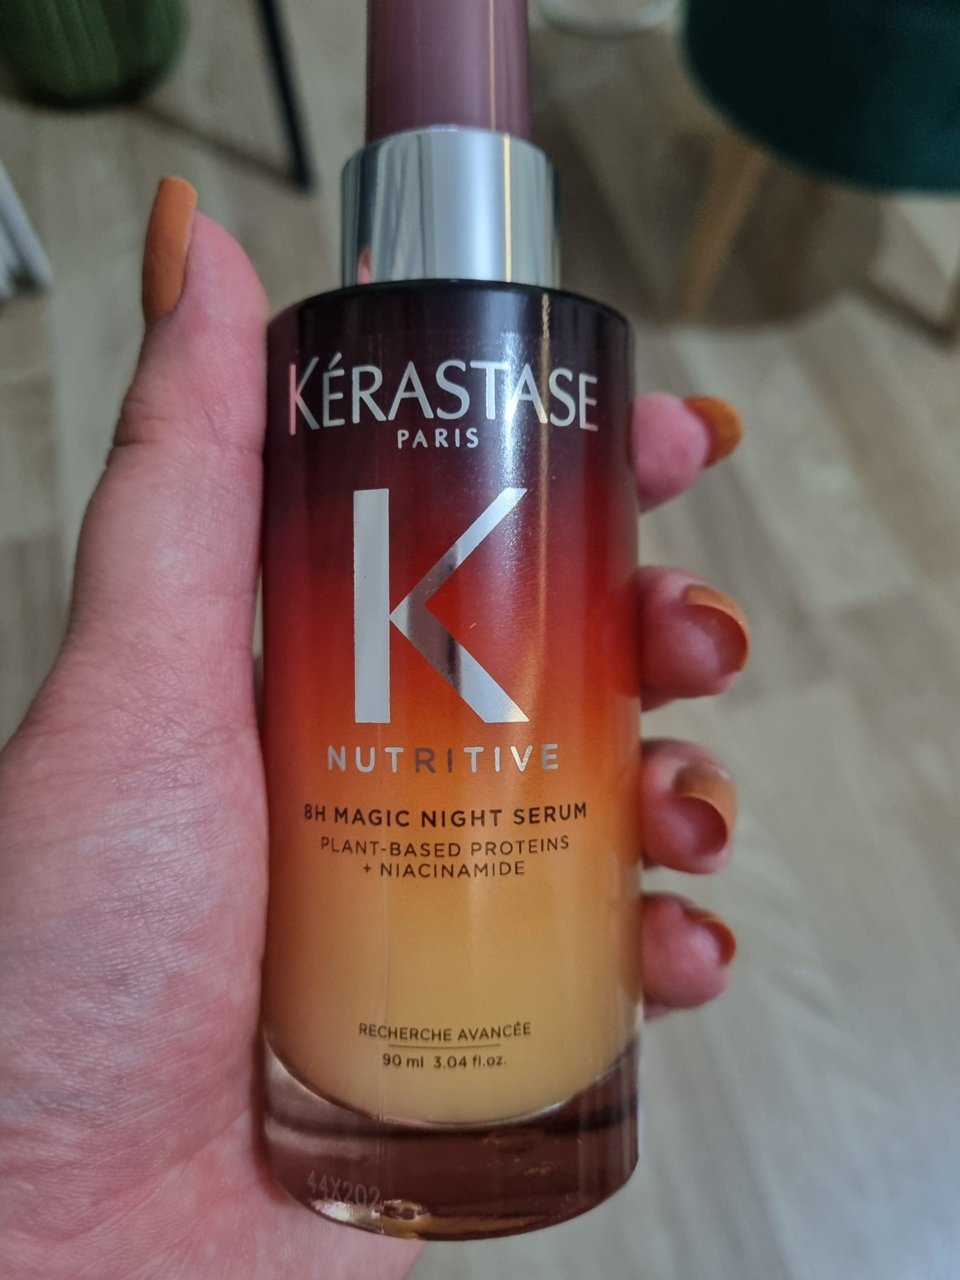 KÉRASTASE
PARIS
K
NUTRITIVE
8H MAGIC NIGHT SERUM
PLANT-BASED PROTEINS
+ NIACINAMIDE
RECHERCHE AVANCÉE
90 ml 3.04 fl.oz.
44X202